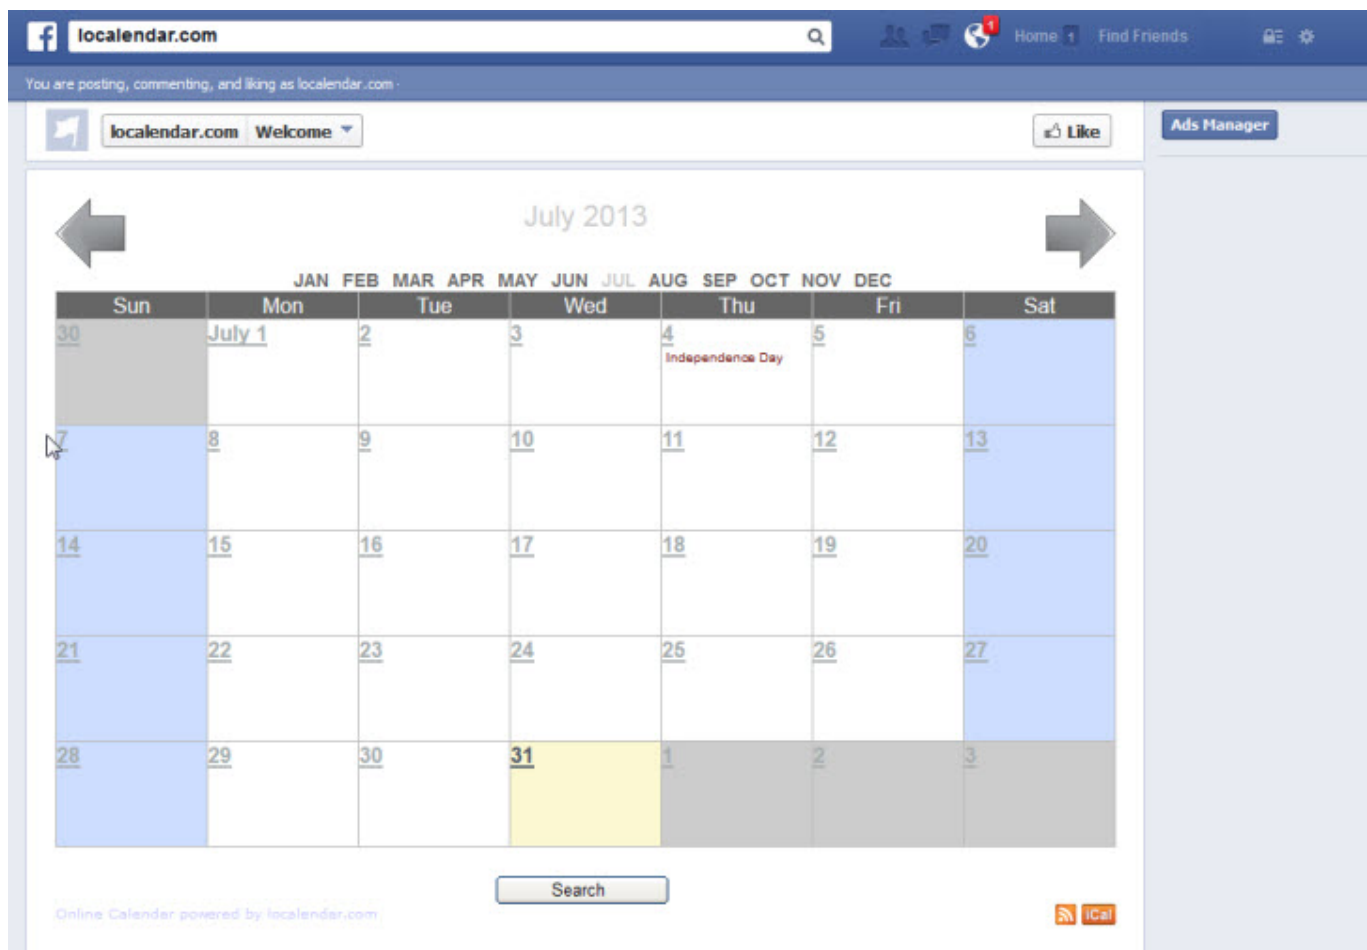 f localendar.com 1 Home 1 Find Friends
You are posting, commenting, and liking as localendar.com ·
localendar.com Welcome Like Ads Manager
July 2013
JAN FEB MAR APR MAY JUN JUL AUG SEP OCT NOV DEC
Sun Mon Tue Wed Thu Fri Sat
30 July 1 2 3 4 5 6
Independence Day
7 8 9 10 11 12 13
14 15 16 17 18 19 20
21 22 23 24 25 26 27
28 29 30 31 1 2 3
Search
Online Calender powered by localendar.com iCal